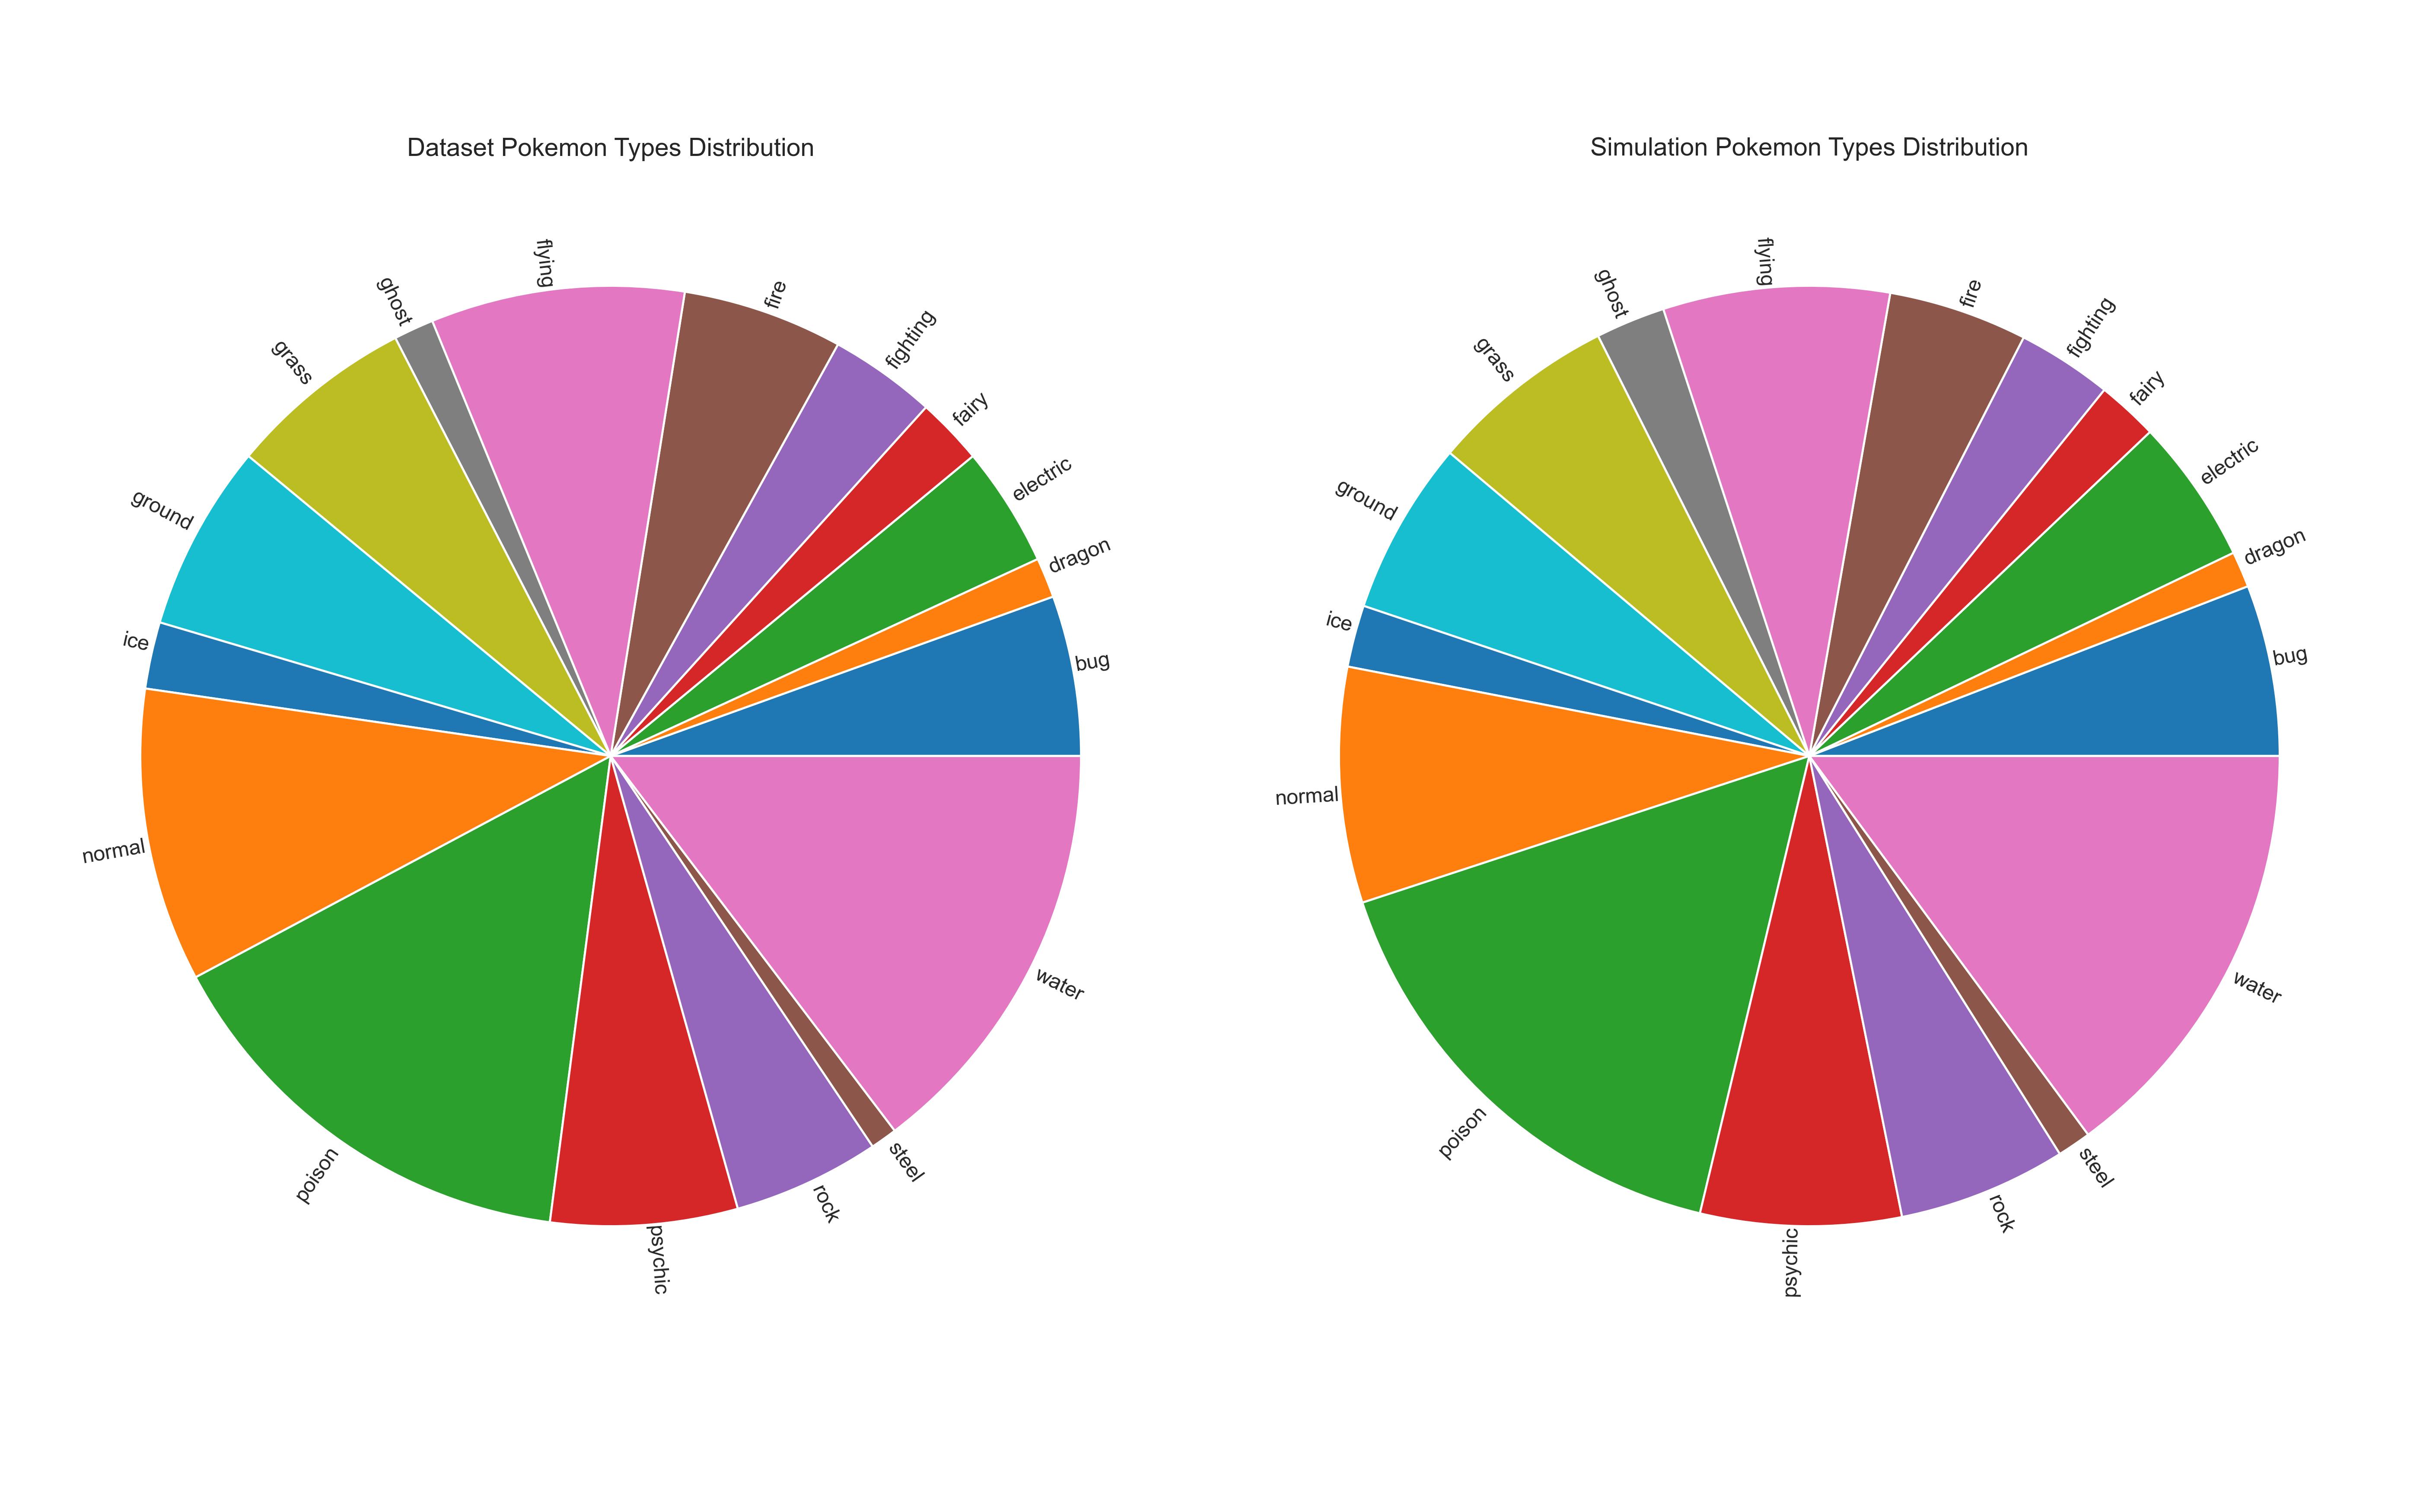 Dataset Pokemon Types Distribution
flying
fire
ghost
fighting
grass
fairy
electric
ground
dragon
ice
bug
normal
water
poison
steel
rock
psychic
Simulation Pokemon Types Distribution
flying
fire
ghost
fighting
grass
fairy
electric
ground
dragon
ice
bug
normal
water
poison
steel
rock
psychic